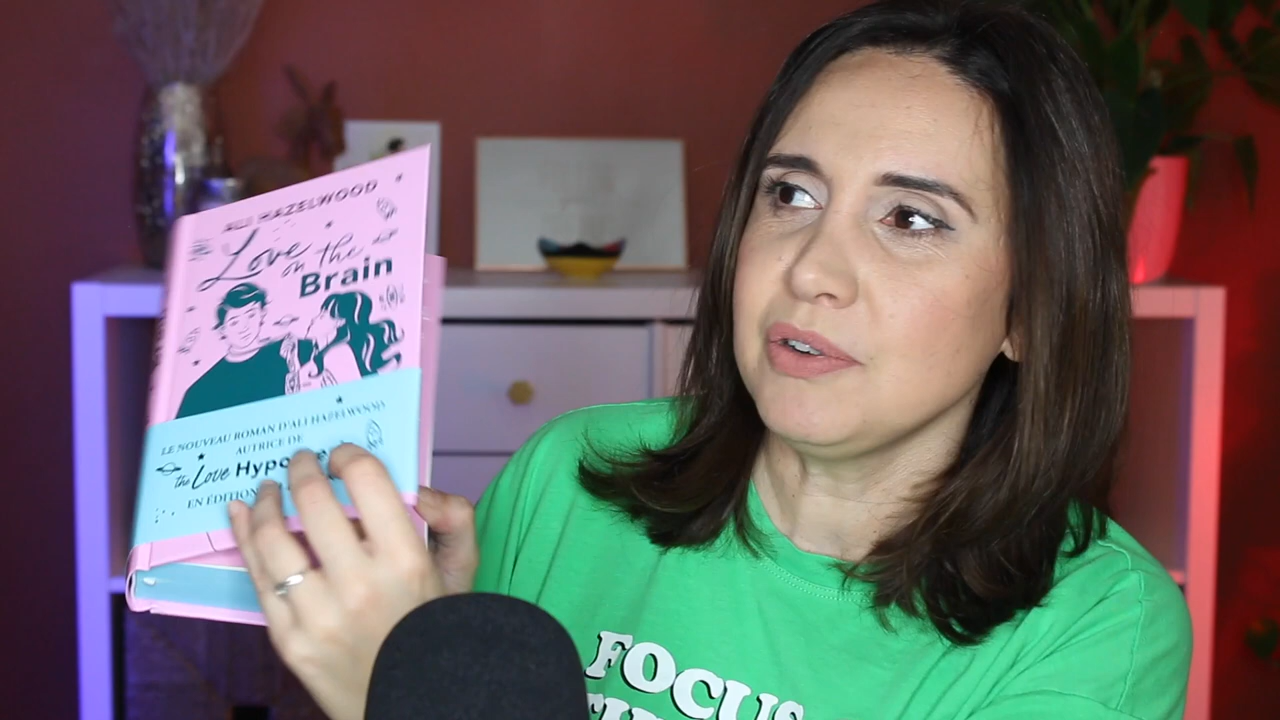 ALI HAZELWOOD
Love
on the
Brain
LE NOUVEAU ROMAN D'ALI HAZELWOOD
AUTRICE DE
the Love
EN ÉDITION
FOCUS